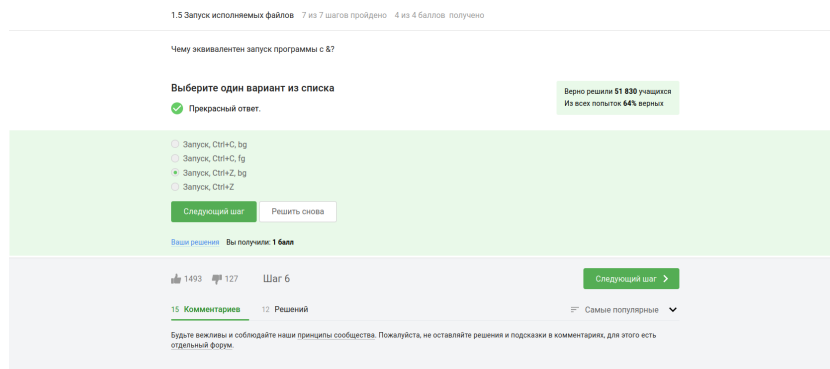 1.5 Запуск исполняемых файлов 7 из 7 шагов пройдено 4 из 4 баллов получено
Чему эквивалентен запуск программы с &?
Выберите один вариант из списка
Прекрасный ответ.
Верно решили 51 830 учащихся
Из всех попыток 64% верных
Запуск, Ctrl+C, bg
Запуск, Ctrl+C, fg
Запуск, Ctrl+Z, bg
Запуск, Ctrl+Z
Следующий шаг Решить снова
Ваши решения Вы получили: 1 балл
1493 127 Шаг 6 Следующий шаг
15 Комментариев 12 Решений Самые популярные
Будьте вежливы и соблюдайте наши принципы сообщества. Пожалуйста, не оставляйте решения и подсказки в комментариях, для этого есть
отдельный форум.